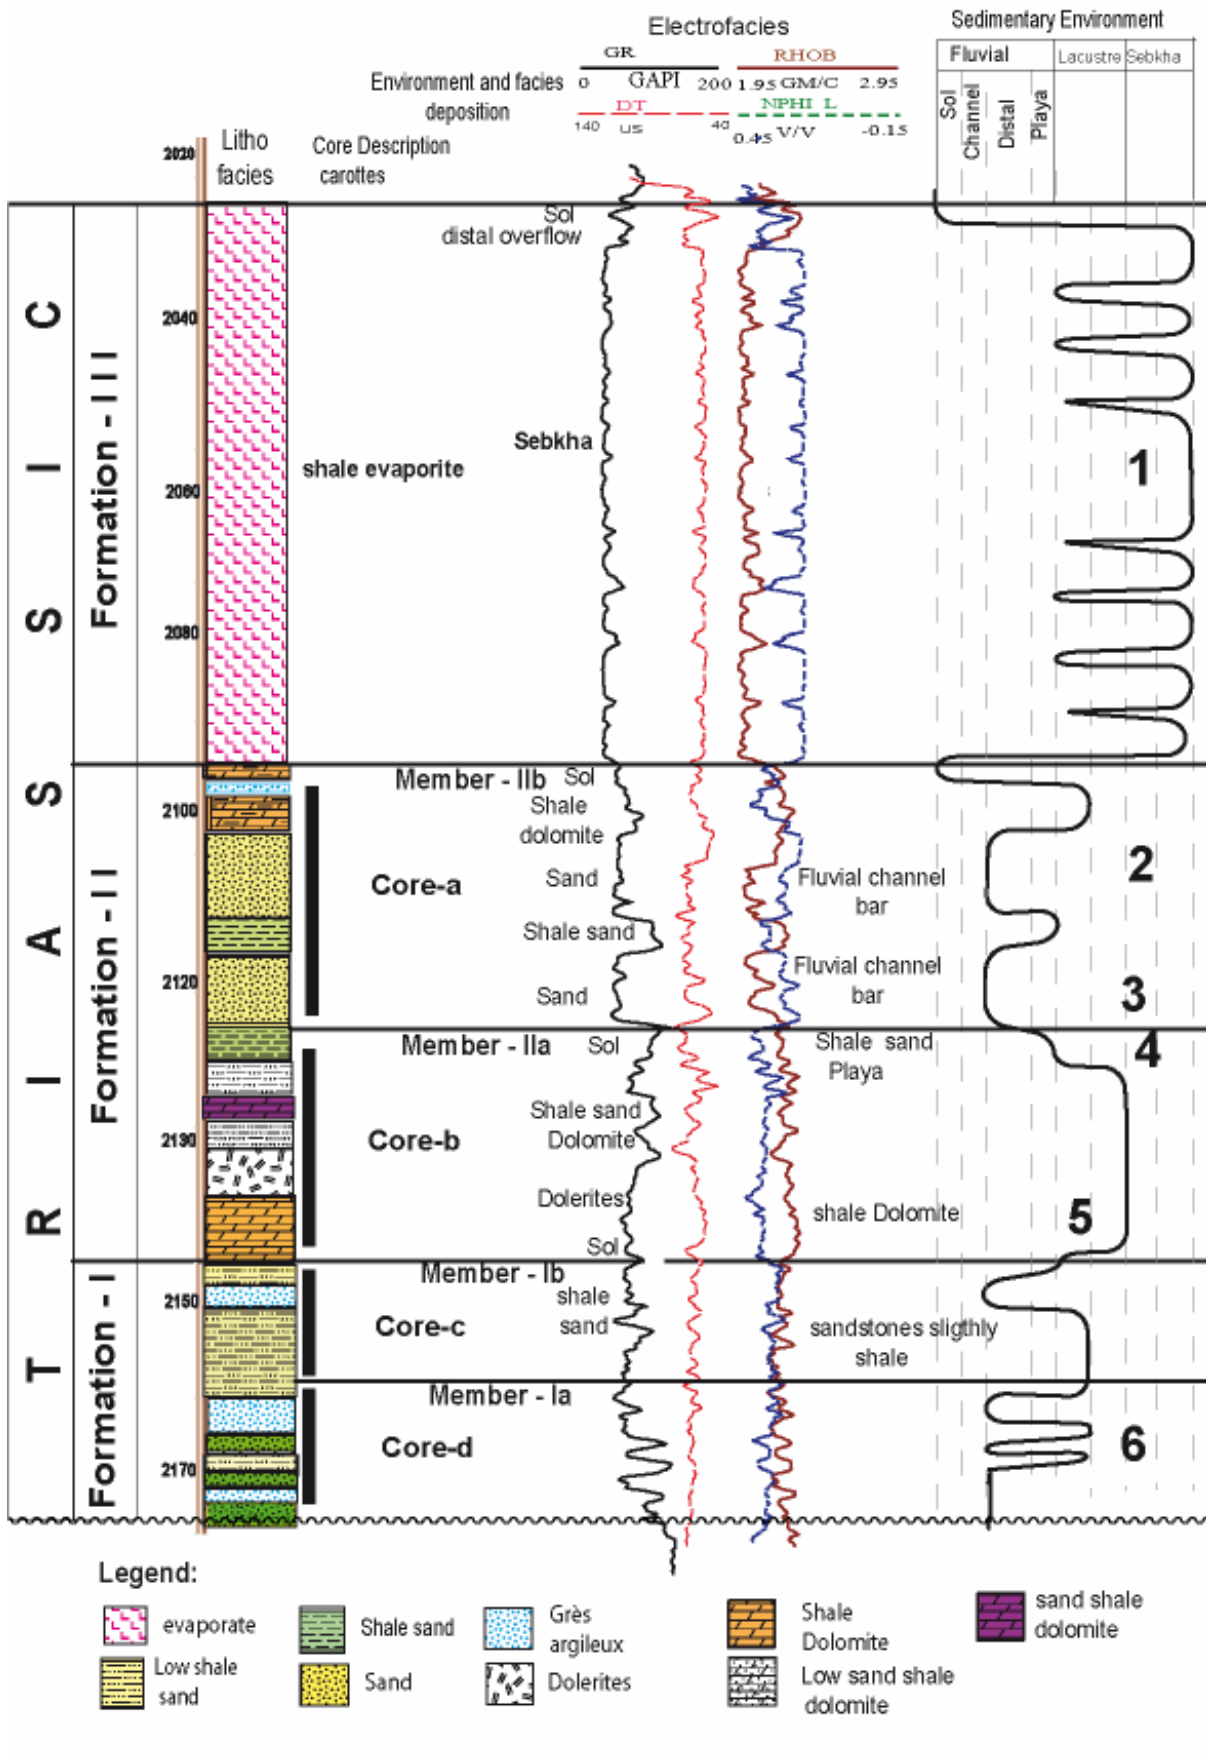 Electrofacies
Sedimentary Environment
GR
RHOB
Fluvial
Lacustre
Sebkha
Environment and facies
deposition
0 GAPI 200
1.95 GM/C 2.95
DT
NPHI L
140 US 40
0.45 V/V -0.15
Sol
Channel
Distal
Playa
Litho
facies
Core Description
carottes
2020
Sol
distal overflow
2040
Sebkha
shale evaporite
1
2060
2080
TRIASSIC
Formation - III
Formation - II
Formation - I
Member - IIb
Sol
Shale
dolomite
2100
2
Core-a
Sand
Fluvial channel
bar
Shale sand
Fluvial channel
bar
2120
Sand
3
Member - IIa
Sol
Shale sand
Playa
4
Shale sand
Dolomite
2130
Core-b
Dolerites
shale Dolomite
5
Sol
Member - Ib
shale
sand
2150
Core-c
sandstones sligthly
shale
Member - Ia
Core-d
6
2170
Legend:
evaporate
Shale sand
Grès
argileux
Shale
Dolomite
sand shale
dolomite
Low shale
sand
Sand
Dolerites
Low sand shale
dolomite